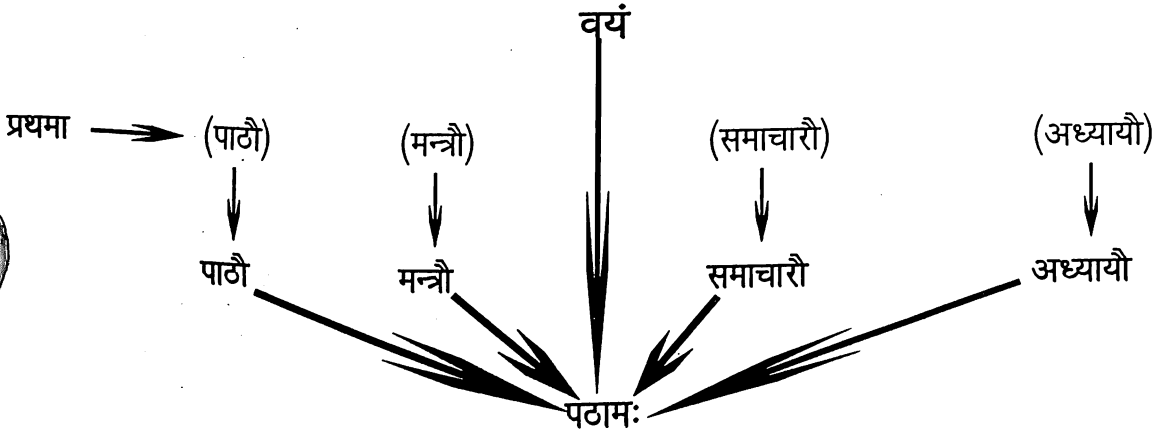 वयं
प्रथमा (पाठौ) (मन्त्रौ) (समाचारौ) (अध्यायौ)
पाठौ मन्त्रौ समाचारौ अध्यायौ
पठामः